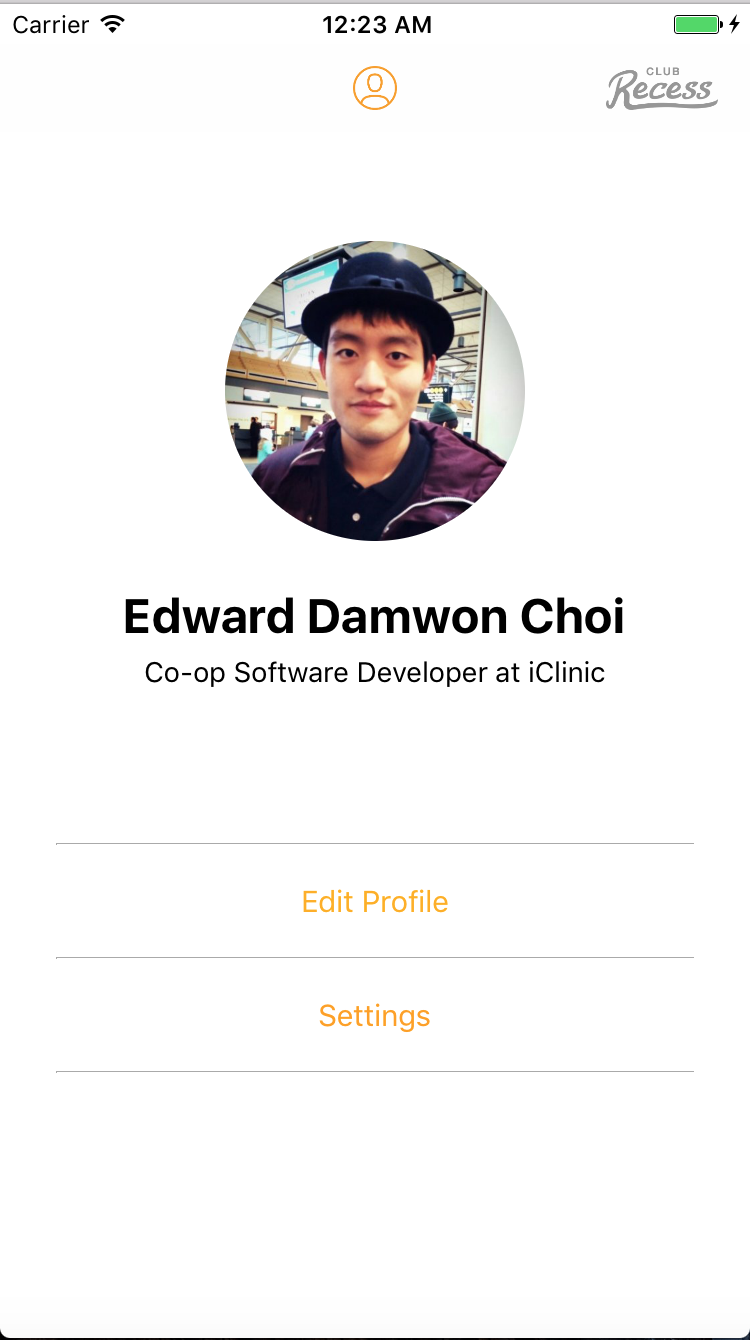 Carrier 12:23 AM
CLUB
Recess
Edward Damwon Choi
Co-op Software Developer at iClinic
Edit Profile
Settings